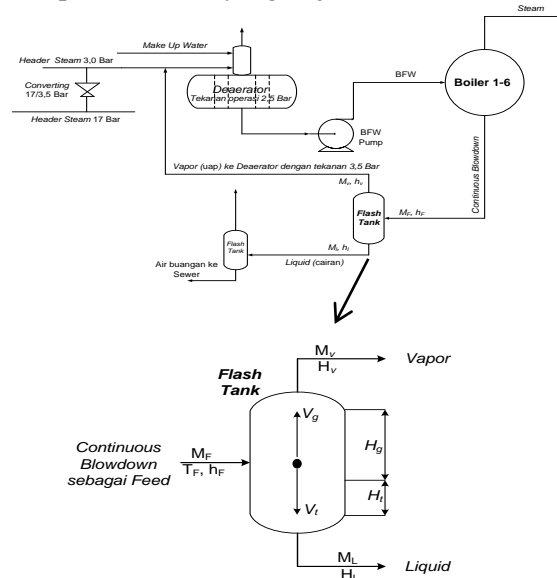 Steam
Make Up Water
Header Steam 3,0 Bar
Converting
17/3,5 Bar
Header Steam 17 Bar
Deaerator
Tekanan operasi 2,5 Bar
BFW
Boiler 1-6
BFW
Pump
Continuous Blowdown
Vapor (uap) ke Deaerator dengan tekanan 3,5 Bar
Mv, hv
Flash
Tank
MF, hF
Flash
Tank
Ml, hl
Liquid (cairan)
Air buangan ke
Sewer
Mv
Hv
Vapor
Flash
Tank
Vg
Hg
Continuous
Blowdown
sebagai Feed
MF
TF, hF
Vt
Ht
ML
HL
Liquid